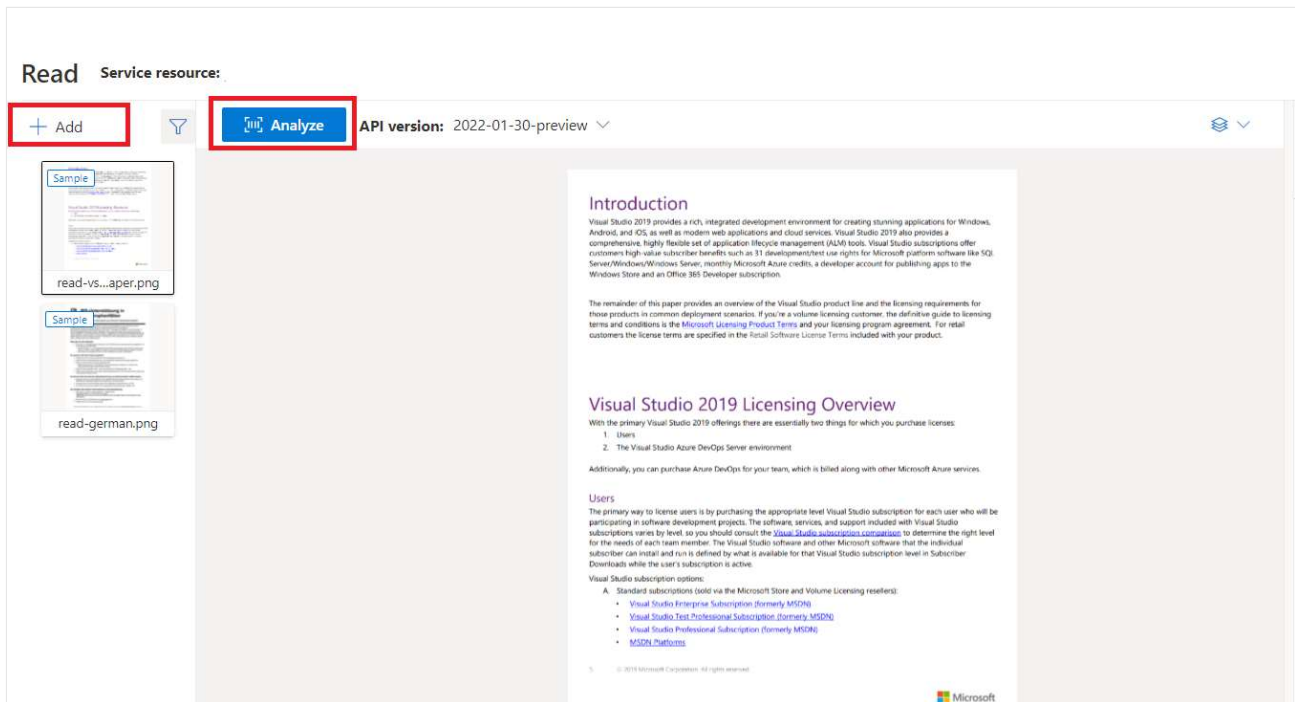 Read Service resource:
+ Add
Analyze API version: 2022-01-30-preview
Sample
read-vs...aper.png
Sample
read-german.png
Introduction
Visual Studio 2019 provides a rich, integrated development environment for creating stunning applications for Windows,
Android, and iOS, as well as modern web applications and cloud services. Visual Studio 2019 also provides a
comprehensive, highly flexible set of application lifecycle management (ALM) tools. Visual Studio subscriptions offer
customers high-value subscriber benefits such as 31 development/test use rights for Microsoft platform software like SQL
Server/Windows/Windows Server, monthly Microsoft Azure credits, a developer account for publishing apps to the
Windows Store and an Office 365 Developer subscription.
The remainder of this paper provides an overview of the Visual Studio product line and the licensing requirements for
those products in common deployment scenarios. If you're a volume licensing customer, the definitive guide to licensing
terms and conditions is the Microsoft Licensing Product Terms and your licensing program agreement. For retail
customers the license terms are specified in the Retail Software License Terms included with your product.
Visual Studio 2019 Licensing Overview
With the primary Visual Studio 2019 offerings there are essentially two things for which you purchase licenses:
1. Users
2. The Visual Studio Azure DevOps Server environment
Additionally, you can purchase Azure DevOps for your team, which is billed along with other Microsoft Azure services.
Users
The primary way to license users is by purchasing the appropriate level Visual Studio subscription for each user who will be
participating in software development projects. The software, services, and support included with Visual Studio
subscriptions varies by level, so you should consult the Visual Studio subscription comparison to determine the right level
for the needs of each team member. The Visual Studio software and other Microsoft software that the individual
subscriber can install and run is defined by what is available for that Visual Studio subscription level in Subscriber
Downloads while the user's subscription is active.
Visual Studio subscription options:
A. Standard subscriptions (sold via the Microsoft Store and Volume Licensing resellers):
• Visual Studio Enterprise Subscription (formerly MSDN)
• Visual Studio Test Professional Subscription (formerly MSDN)
• Visual Studio Professional Subscription (formerly MSDN)
• MSDN Platforms
5 © 2019 Microsoft Corporation. All rights reserved.
Microsoft